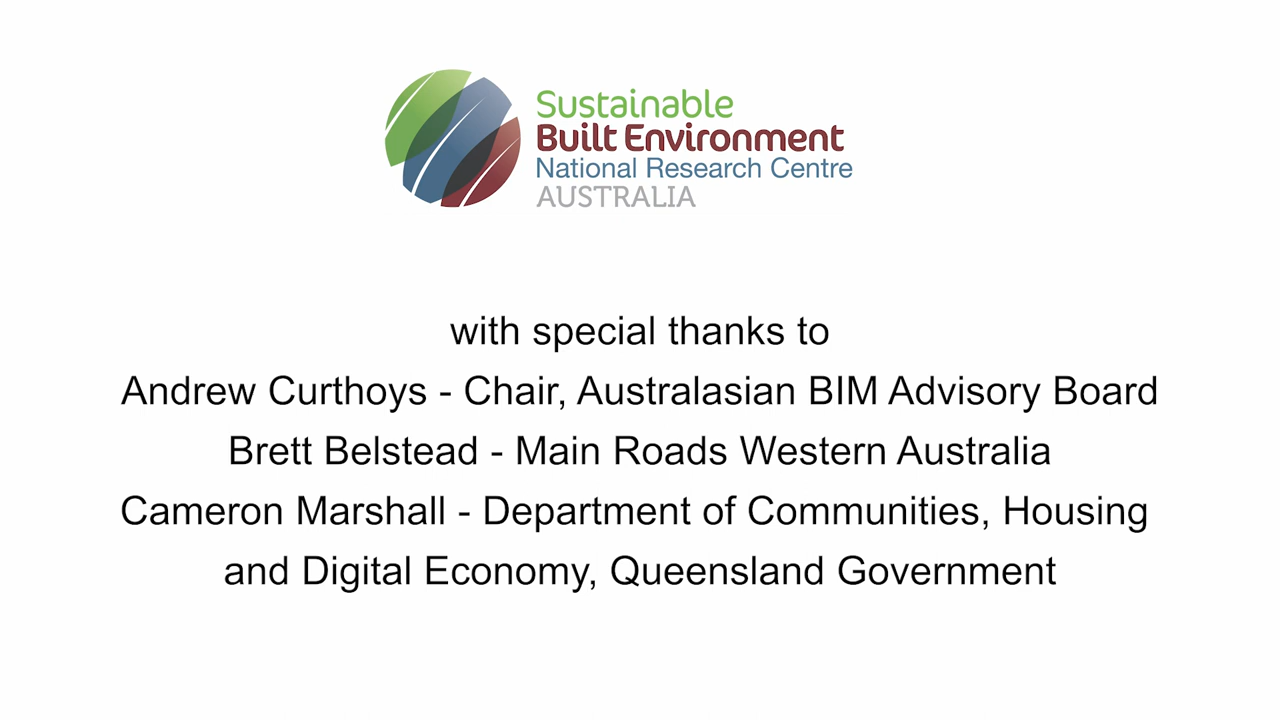 Sustainable
Built Environment
National Research Centre
AUSTRALIA
with special thanks to
Andrew Curthoys - Chair, Australasian BIM Advisory Board
Brett Belstead - Main Roads Western Australia
Cameron Marshall - Department of Communities, Housing
and Digital Economy, Queensland Government